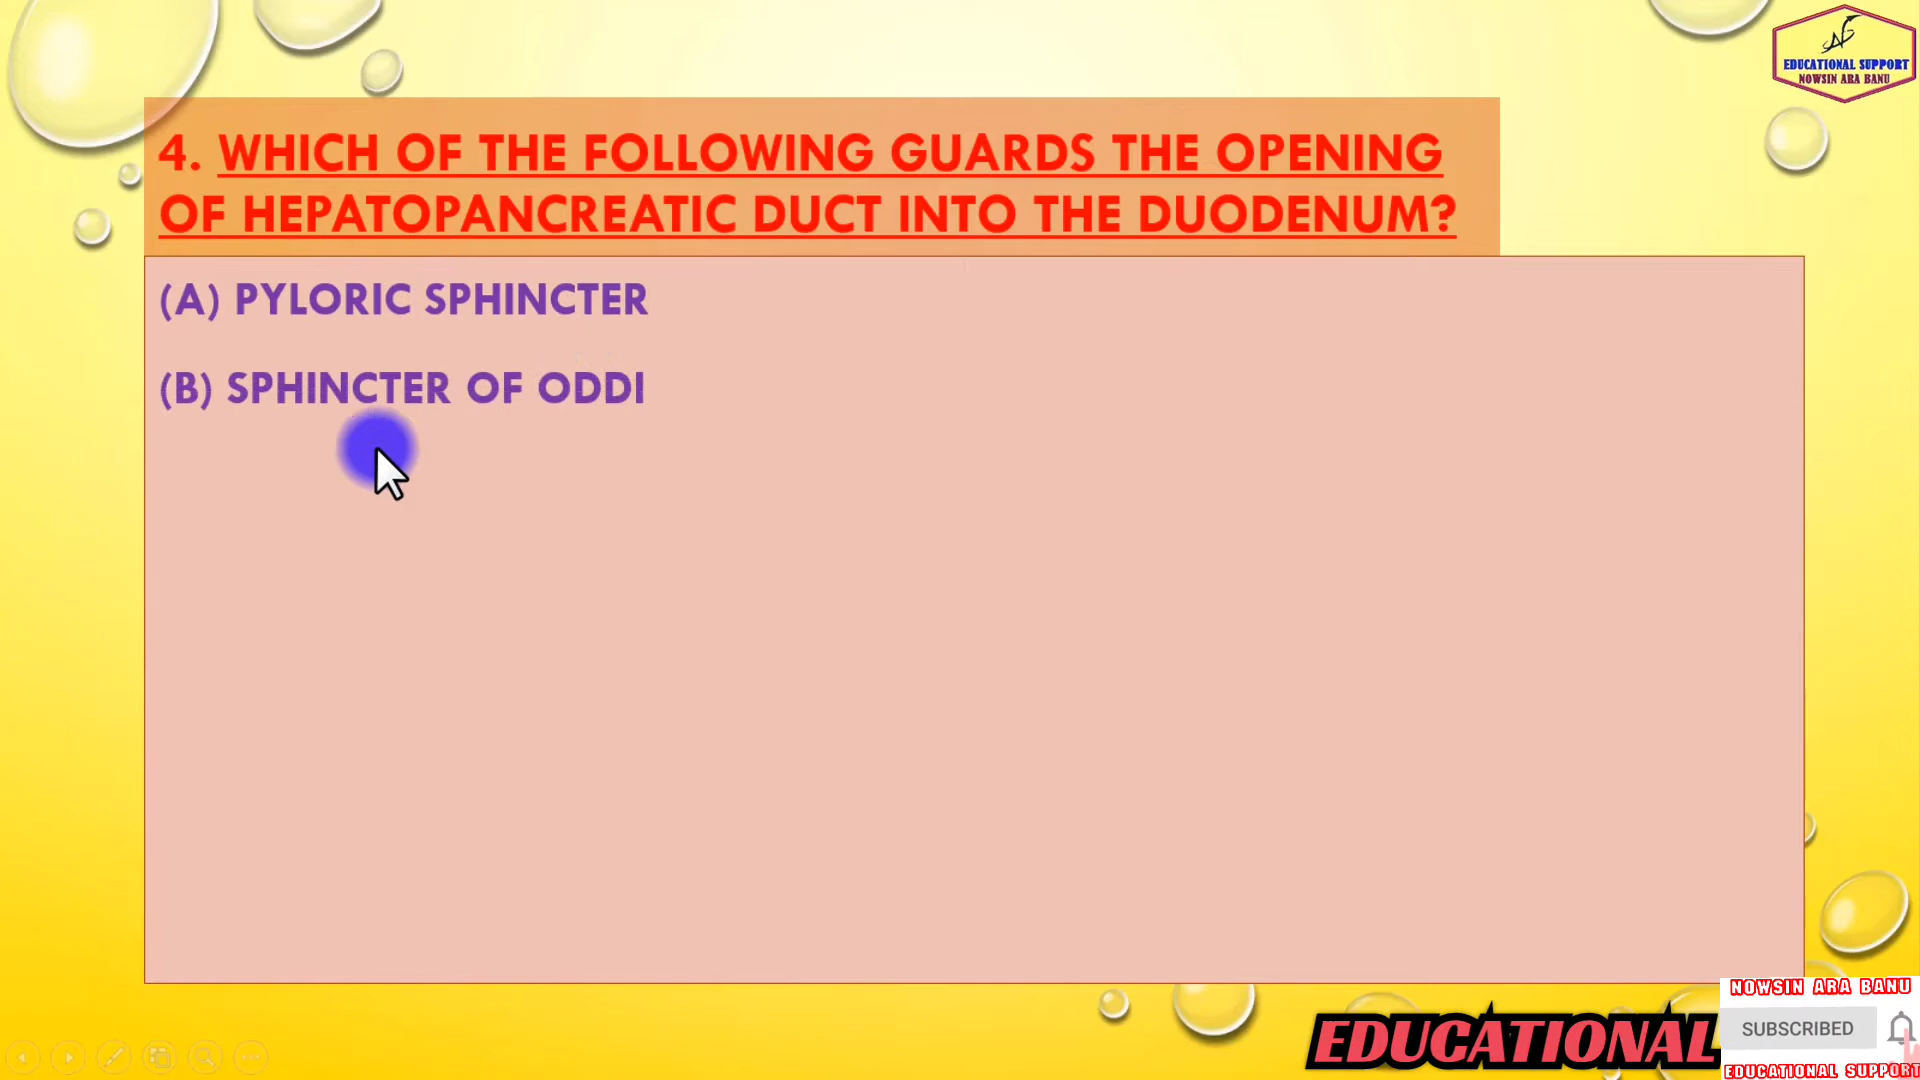 EDUCATIONAL SUPPORT
NOWSIN ARA BANU
4. WHICH OF THE FOLLOWING GUARDS THE OPENING
OF HEPATOPANCREATIC DUCT INTO THE DUODENUM?
(A) PYLORIC SPHINCTER
(B) SPHINCTER OF ODDI
EDUCATIONAL
NOWSIN ARA BANU
SUBSCRIBED
EDUCATIONAL SUPPORT